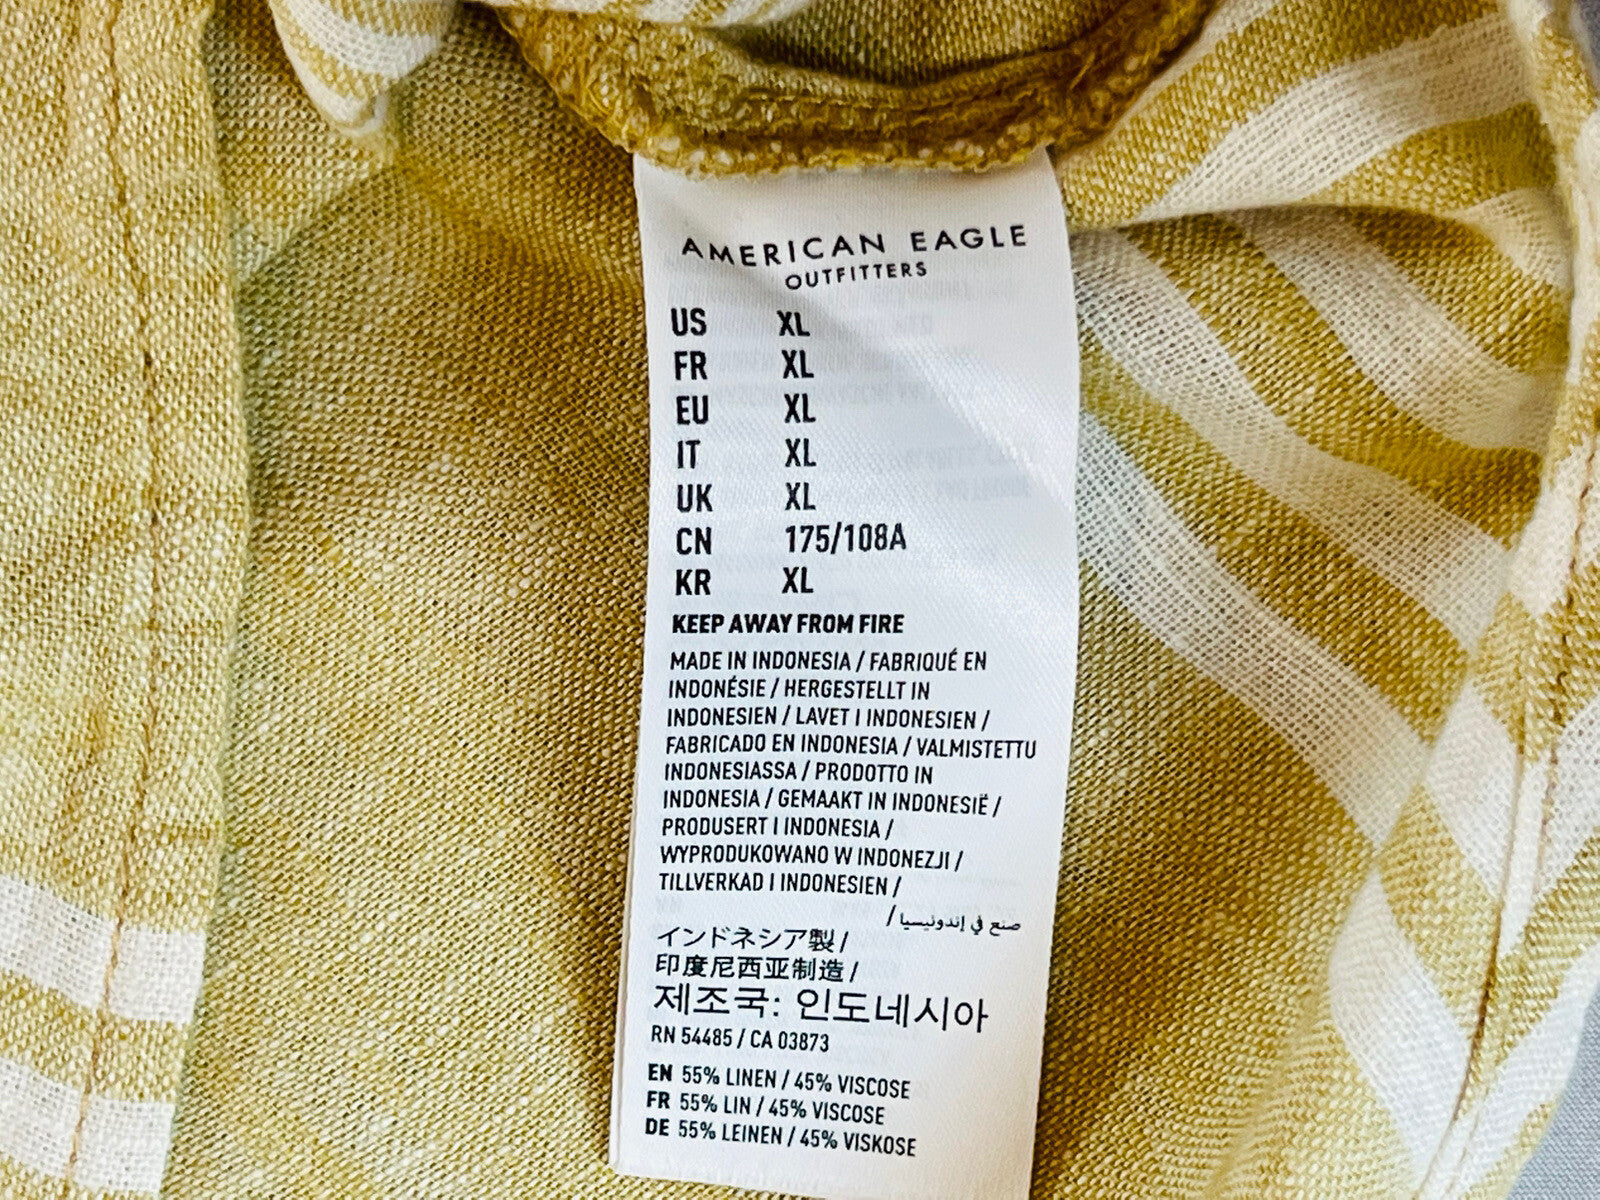 AMERICAN EAGLE
OUTFITTERS
US XL
FR XL
EU XL
IT XL
UK XL
CN 175/108A
KR XL
KEEP AWAY FROM FIRE
MADE IN INDONESIA / FABRIQUÉ EN
INDONÉSIE / HERGESTELLT IN
INDONESIEN / LAVET I INDONESIEN /
FABRICADO EN INDONESIA / VALMISTETTU
INDONESIASSA / PRODOTTO IN
INDONESIA / GEMAAKT IN INDONESIË /
PRODUSERT I INDONESIA /
WYPRODUKOWANO W INDONEZJI /
TILLVERKAD I INDONESIEN /
صنع في إندونيسيا /
インドネシア製 /
印度尼西亚制造 /
제조국: 인도네시아
RN 54485 / CA 03873
EN 55% LINEN / 45% VISCOSE
FR 55% LIN / 45% VISCOSE
DE 55% LEINEN / 45% VISKOSE